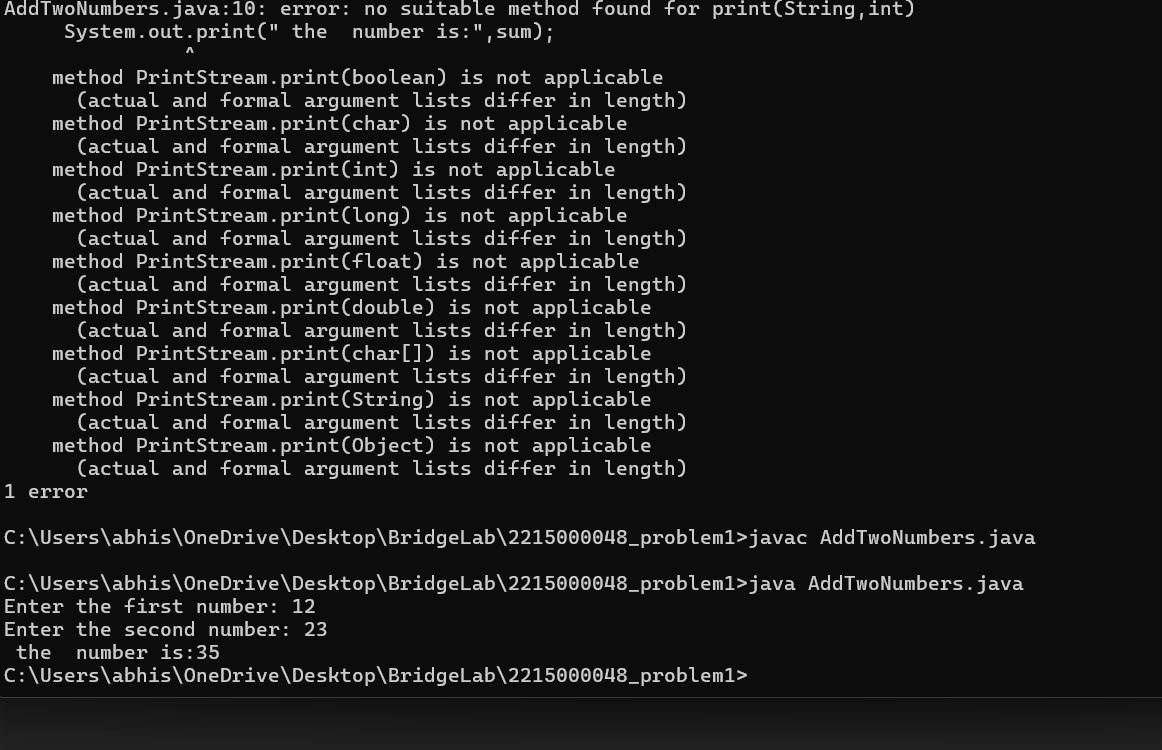 AddTwoNumbers.java:10: error: no suitable method found for print(String,int)
     System.out.print(" the  number is:",sum);
               ^
    method PrintStream.print(boolean) is not applicable
      (actual and formal argument lists differ in length)
    method PrintStream.print(char) is not applicable
      (actual and formal argument lists differ in length)
    method PrintStream.print(int) is not applicable
      (actual and formal argument lists differ in length)
    method PrintStream.print(long) is not applicable
      (actual and formal argument lists differ in length)
    method PrintStream.print(float) is not applicable
      (actual and formal argument lists differ in length)
    method PrintStream.print(double) is not applicable
      (actual and formal argument lists differ in length)
    method PrintStream.print(char[]) is not applicable
      (actual and formal argument lists differ in length)
    method PrintStream.print(String) is not applicable
      (actual and formal argument lists differ in length)
    method PrintStream.print(Object) is not applicable
      (actual and formal argument lists differ in length)
1 error
C:\Users\abhis\OneDrive\Desktop\BridgeLab\2215000048_problem1>javac AddTwoNumbers.java
C:\Users\abhis\OneDrive\Desktop\BridgeLab\2215000048_problem1>java AddTwoNumbers.java
Enter the first number: 12
Enter the second number: 23
 the  number is:35
C:\Users\abhis\OneDrive\Desktop\BridgeLab\2215000048_problem1>